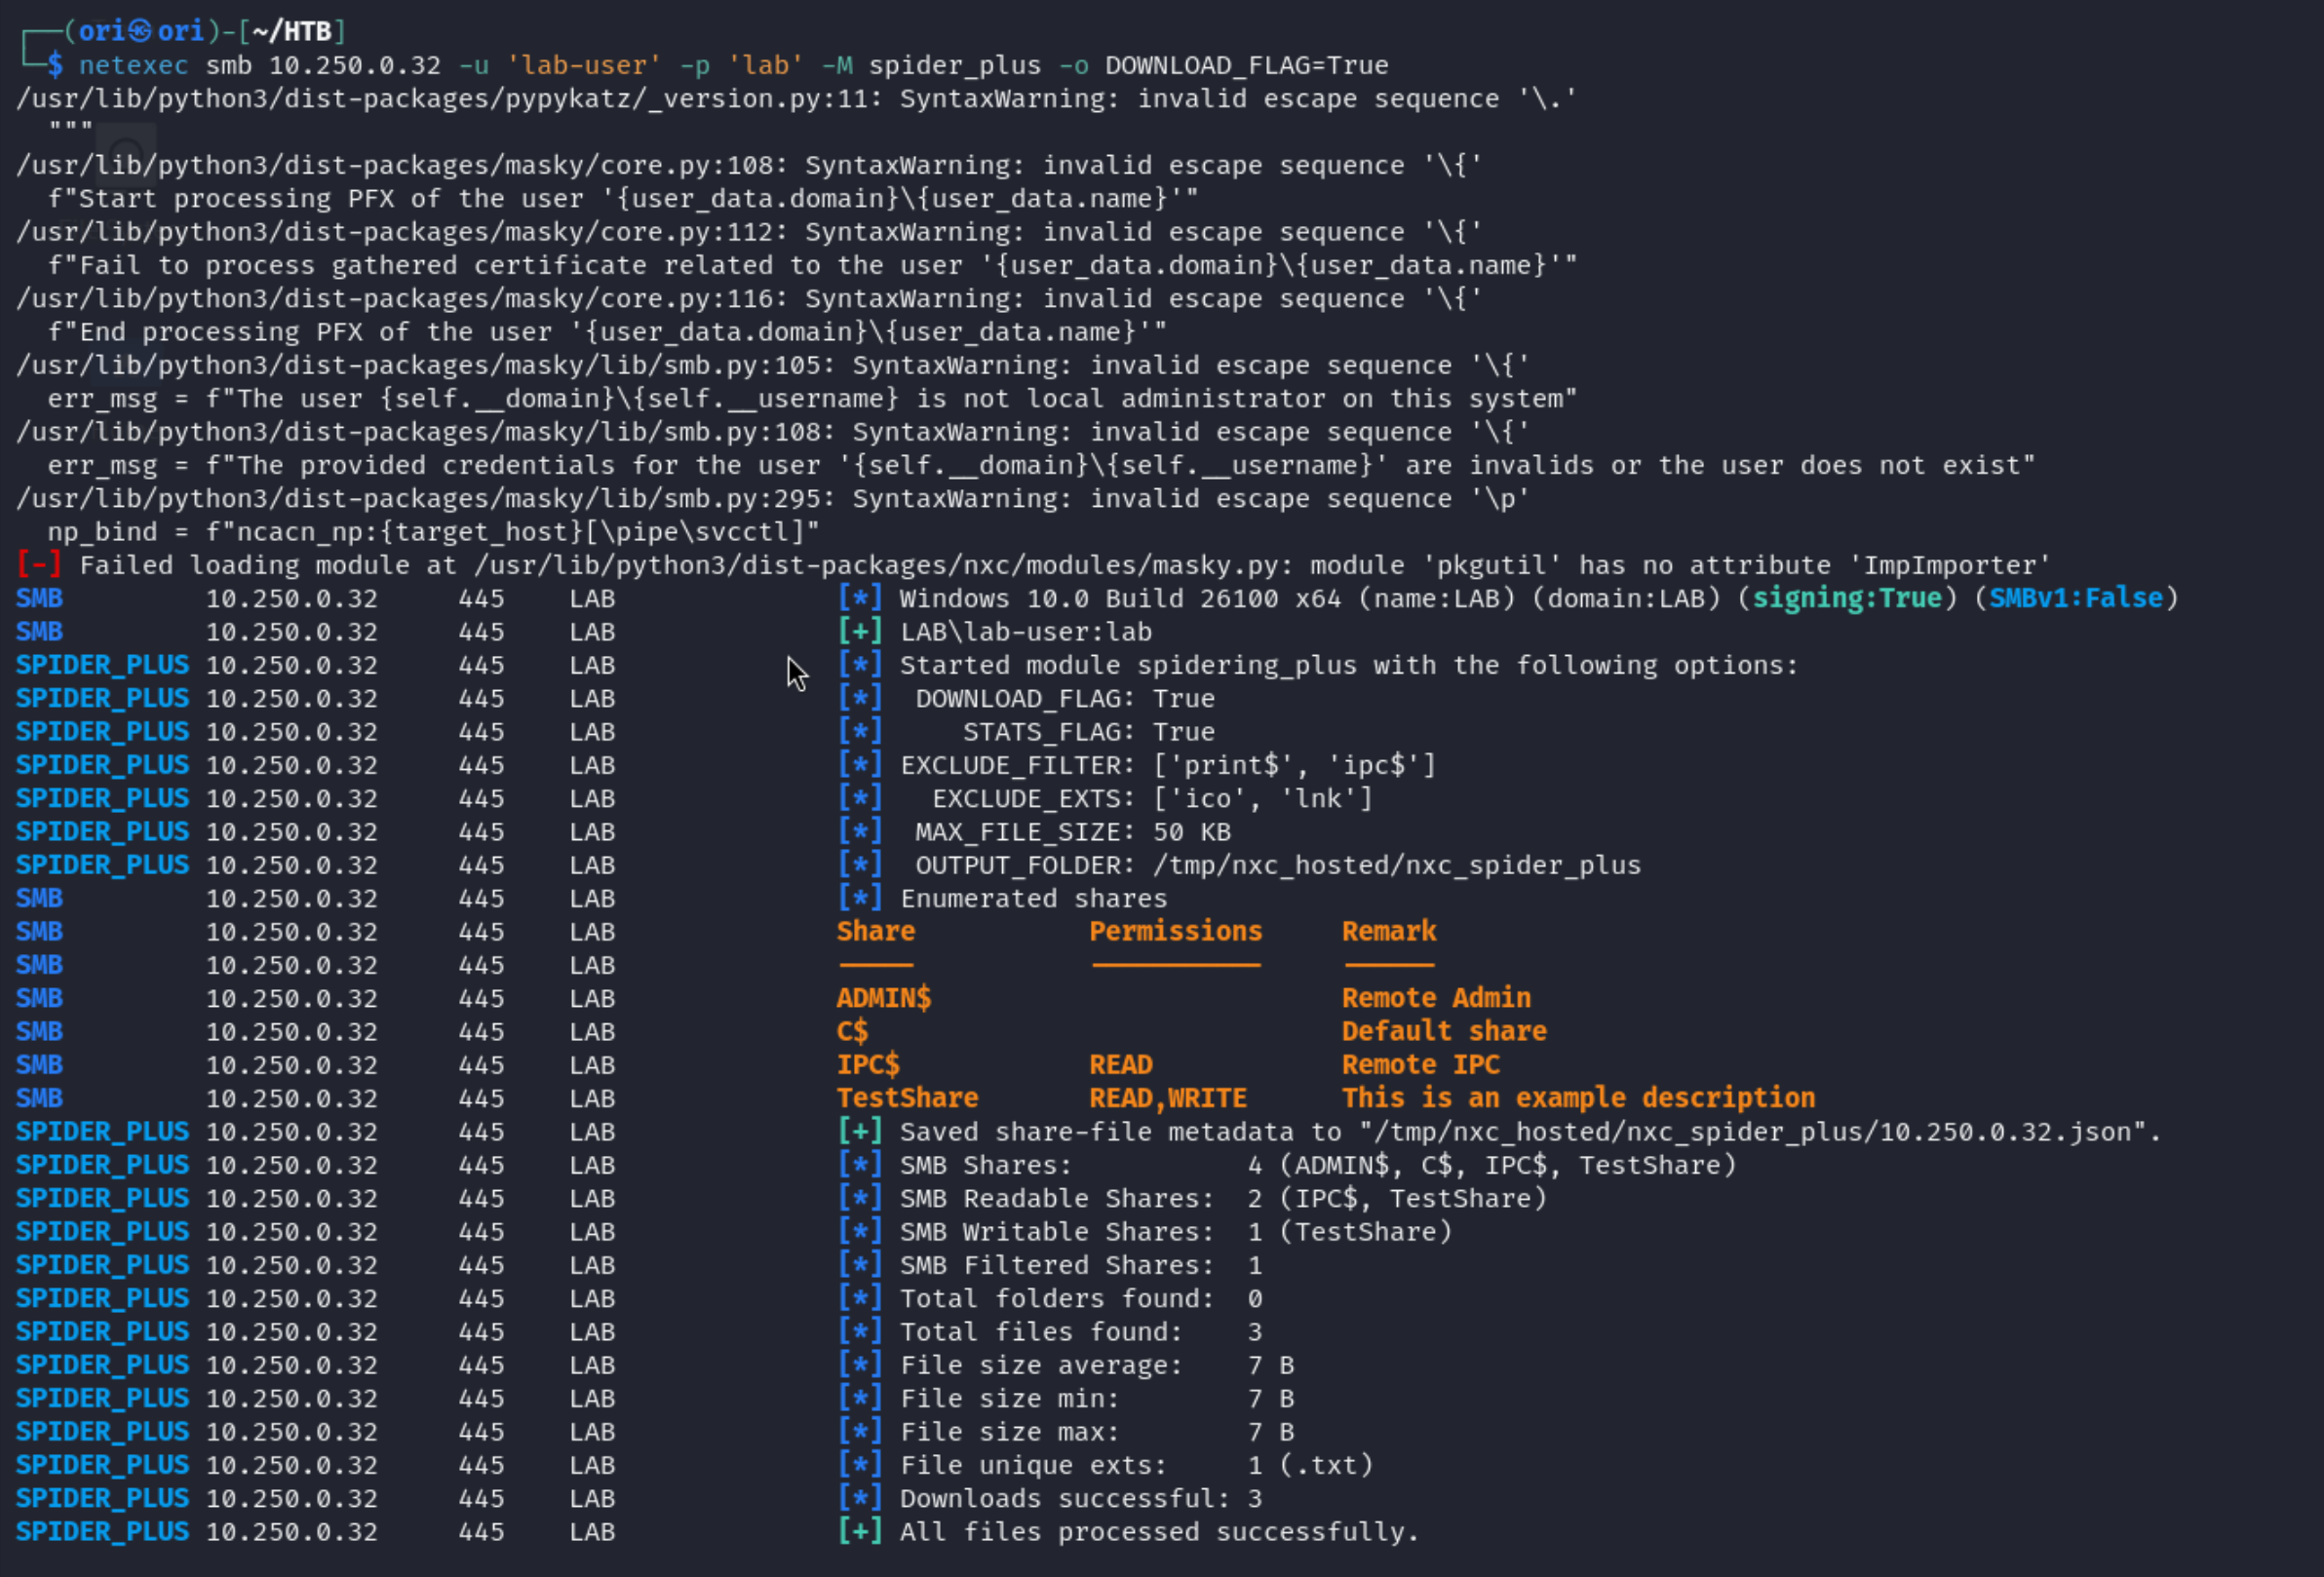 ┌──(ori㉿ori)-[~/HTB]
└─$ netexec smb 10.250.0.32 -u 'lab-user' -p 'lab' -M spider_plus -o DOWNLOAD_FLAG=True
/usr/lib/python3/dist-packages/pypykatz/_version.py:11: SyntaxWarning: invalid escape sequence '\.'
  """
/usr/lib/python3/dist-packages/masky/core.py:108: SyntaxWarning: invalid escape sequence '\{'
  f"Start processing PFX of the user '{user_data.domain}\{user_data.name}'"
/usr/lib/python3/dist-packages/masky/core.py:112: SyntaxWarning: invalid escape sequence '\{'
  f"Fail to process gathered certificate related to the user '{user_data.domain}\{user_data.name}'"
/usr/lib/python3/dist-packages/masky/core.py:116: SyntaxWarning: invalid escape sequence '\{'
  f"End processing PFX of the user '{user_data.domain}\{user_data.name}'"
/usr/lib/python3/dist-packages/masky/lib/smb.py:105: SyntaxWarning: invalid escape sequence '\{'
  err_msg = f"The user {self.__domain}\{self.__username} is not local administrator on this system"
/usr/lib/python3/dist-packages/masky/lib/smb.py:108: SyntaxWarning: invalid escape sequence '\{'
  err_msg = f"The provided credentials for the user '{self.__domain}\{self.__username}' are invalids or the user does not exist"
/usr/lib/python3/dist-packages/masky/lib/smb.py:295: SyntaxWarning: invalid escape sequence '\p'
  np_bind = f"ncacn_np:{target_host}[\pipe\svcctl]"
[-] Failed loading module at /usr/lib/python3/dist-packages/nxc/modules/masky.py: module 'pkgutil' has no attribute 'ImpImporter'
SMB         10.250.0.32     445    LAB              [*] Windows 10.0 Build 26100 x64 (name:LAB) (domain:LAB) (signing:True) (SMBv1:False)
SMB         10.250.0.32     445    LAB              [+] LAB\lab-user:lab
SPIDER_PLUS 10.250.0.32     445    LAB              [*] Started module spidering_plus with the following options:
SPIDER_PLUS 10.250.0.32     445    LAB              [*]  DOWNLOAD_FLAG: True
SPIDER_PLUS 10.250.0.32     445    LAB              [*]     STATS_FLAG: True
SPIDER_PLUS 10.250.0.32     445    LAB              [*] EXCLUDE_FILTER: ['print$', 'ipc$']
SPIDER_PLUS 10.250.0.32     445    LAB              [*]   EXCLUDE_EXTS: ['ico', 'lnk']
SPIDER_PLUS 10.250.0.32     445    LAB              [*]  MAX_FILE_SIZE: 50 KB
SPIDER_PLUS 10.250.0.32     445    LAB              [*]  OUTPUT_FOLDER: /tmp/nxc_hosted/nxc_spider_plus
SMB         10.250.0.32     445    LAB              [*] Enumerated shares
SMB         10.250.0.32     445    LAB              Share           Permissions     Remark
SMB         10.250.0.32     445    LAB              -----           -----------     ------
SMB         10.250.0.32     445    LAB              ADMIN$                          Remote Admin
SMB         10.250.0.32     445    LAB              C$                              Default share
SMB         10.250.0.32     445    LAB              IPC$            READ            Remote IPC
SMB         10.250.0.32     445    LAB              TestShare       READ,WRITE      This is an example description
SPIDER_PLUS 10.250.0.32     445    LAB              [+] Saved share-file metadata to "/tmp/nxc_hosted/nxc_spider_plus/10.250.0.32.json".
SPIDER_PLUS 10.250.0.32     445    LAB              [*] SMB Shares:           4 (ADMIN$, C$, IPC$, TestShare)
SPIDER_PLUS 10.250.0.32     445    LAB              [*] SMB Readable Shares:  2 (IPC$, TestShare)
SPIDER_PLUS 10.250.0.32     445    LAB              [*] SMB Writable Shares:  1 (TestShare)
SPIDER_PLUS 10.250.0.32     445    LAB              [*] SMB Filtered Shares:  1
SPIDER_PLUS 10.250.0.32     445    LAB              [*] Total folders found:  0
SPIDER_PLUS 10.250.0.32     445    LAB              [*] Total files found:    3
SPIDER_PLUS 10.250.0.32     445    LAB              [*] File size average:    7 B
SPIDER_PLUS 10.250.0.32     445    LAB              [*] File size min:        7 B
SPIDER_PLUS 10.250.0.32     445    LAB              [*] File size max:        7 B
SPIDER_PLUS 10.250.0.32     445    LAB              [*] File unique exts:     1 (.txt)
SPIDER_PLUS 10.250.0.32     445    LAB              [*] Downloads successful: 3
SPIDER_PLUS 10.250.0.32     445    LAB              [+] All files processed successfully.